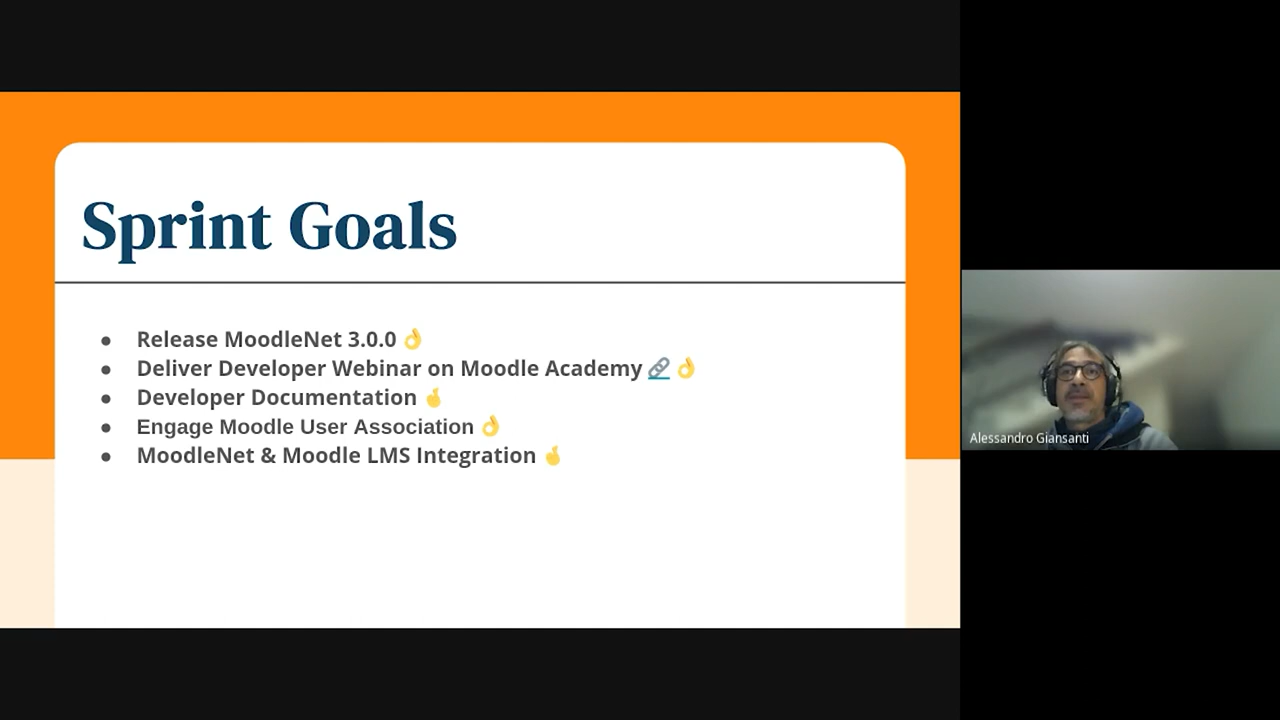 Sprint Goals
● Release MoodleNet 3.0.0 👌
● Deliver Developer Webinar on Moodle Academy 🔗 👌
● Developer Documentation 🤞
● Engage Moodle User Association 👌
● MoodleNet & Moodle LMS Integration 🤞
Alessandro Giansanti